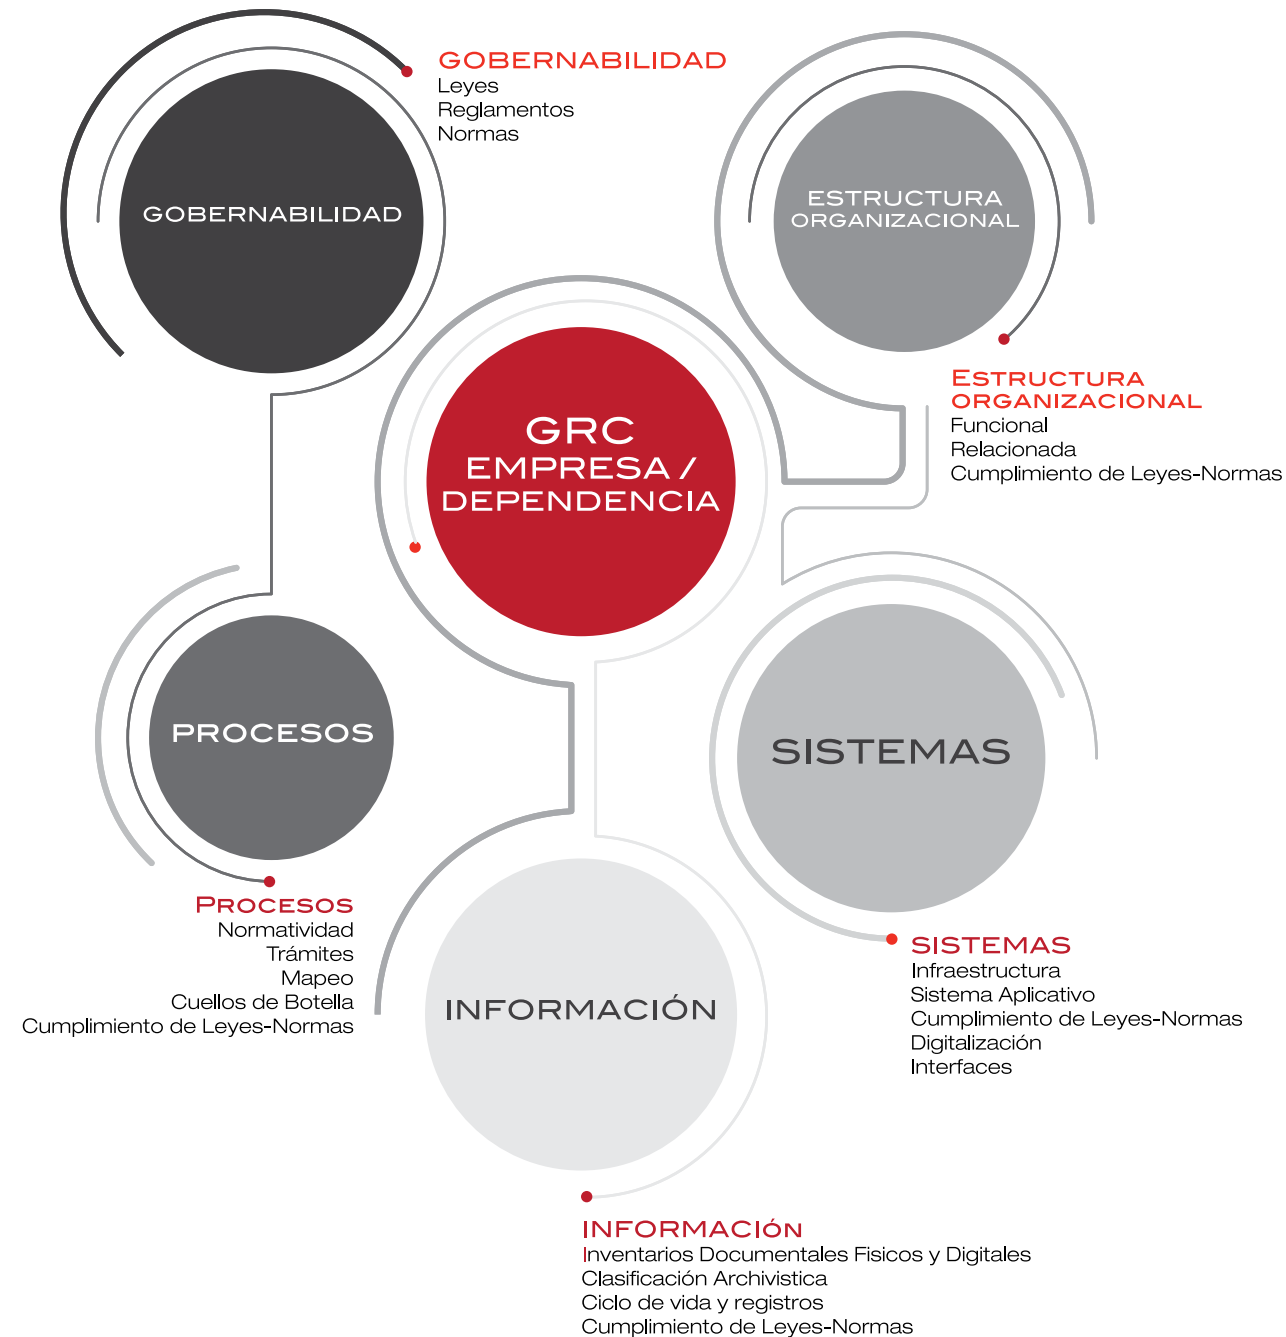 GOBERNABILIDAD
GOBERNABILIDAD
Leyes
Reglamentos
Normas
ESTRUCTURA
ORGANIZACIONAL
ESTRUCTURA
ORGANIZACIONAL
Funcional
Relacionada
Cumplimiento de Leyes-Normas
GRC
EMPRESA /
DEPENDENCIA
PROCESOS
PROCESOS
Normatividad
Trámites
Mapeo
Cuellos de Botella
Cumplimiento de Leyes-Normas
SISTEMAS
SISTEMAS
Infraestructura
Sistema Aplicativo
Cumplimiento de Leyes-Normas
Digitalización
Interfaces
INFORMACIÓN
INFORMACIóN
Inventarios Documentales Fisicos y Digitales
Clasificación Archivistica
Ciclo de vida y registros
Cumplimiento de Leyes-Normas